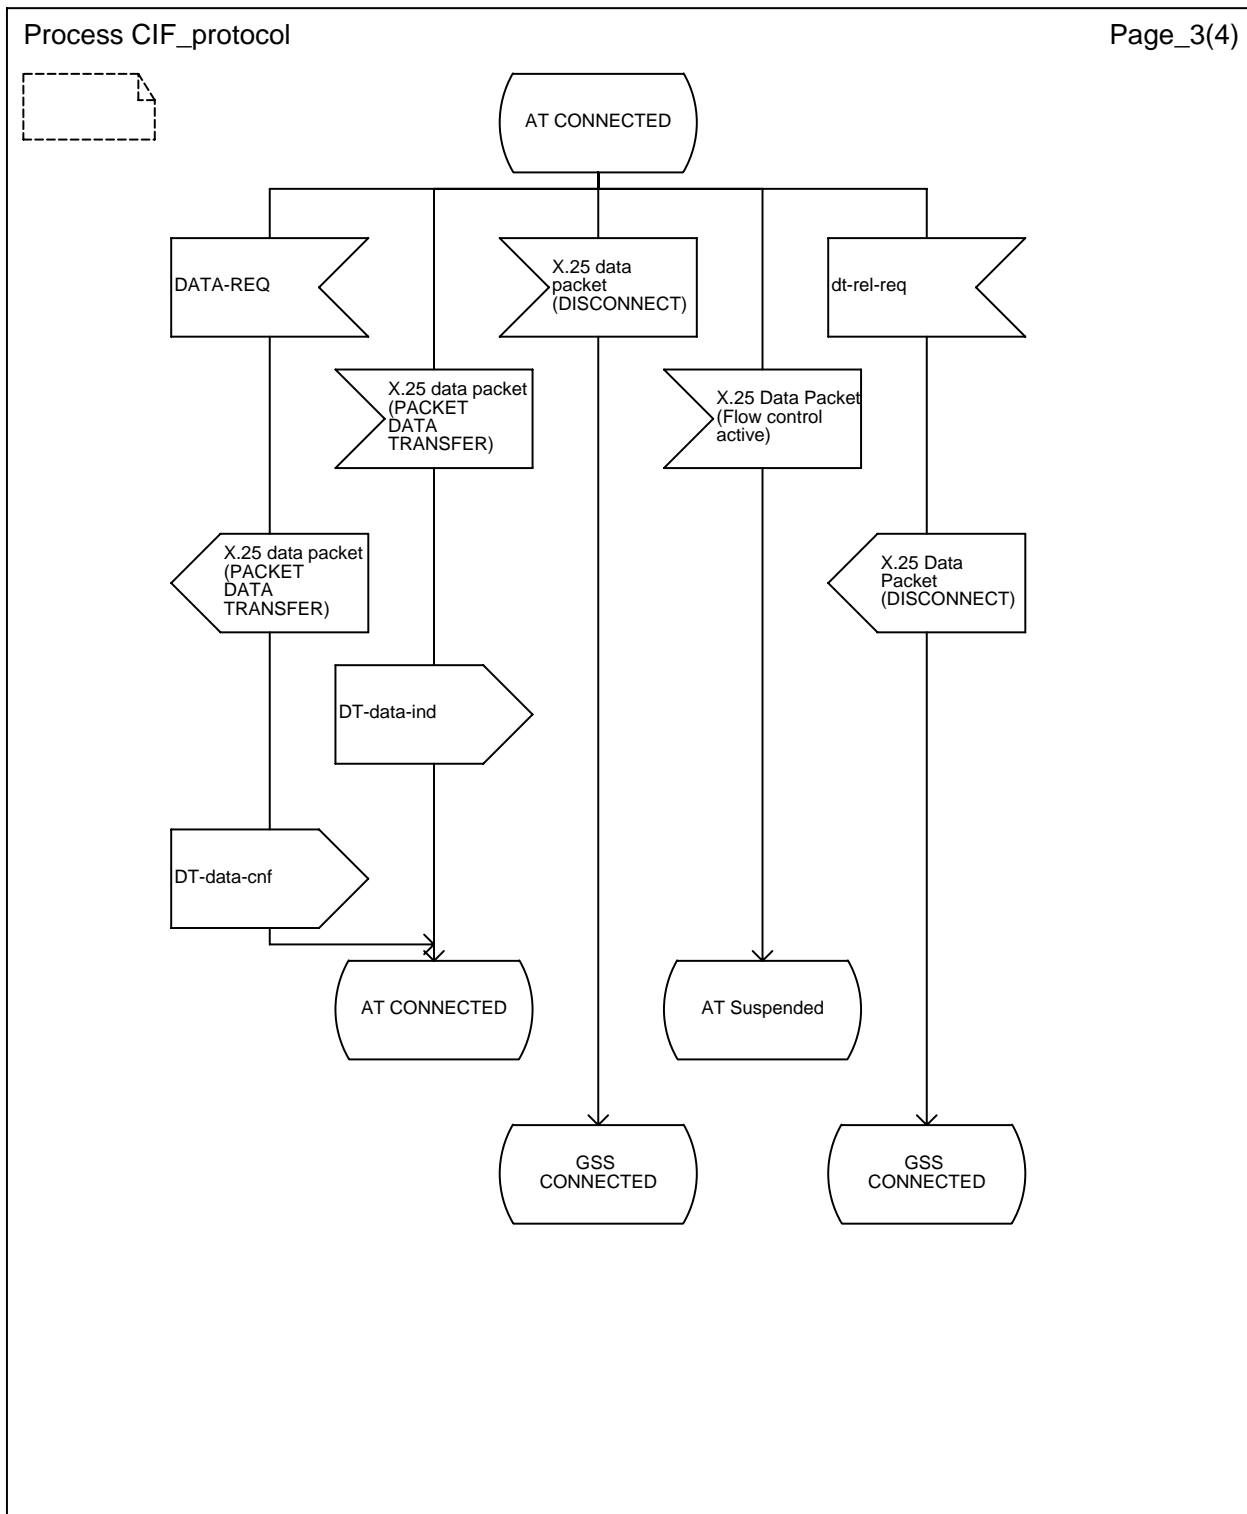 Process CIF_protocol
Page_3(4)
AT CONNECTED
DATA-REQ
X.25 data
packet
(DISCONNECT)
dt-rel-req
X.25 data packet
(PACKET
DATA
TRANSFER)
X.25 Data Packet
(Flow control
active)
X.25 data packet
(PACKET
DATA
TRANSFER)
X.25 Data
Packet
(DISCONNECT)
DT-data-ind
DT-data-cnf
AT CONNECTED
AT Suspended
GSS
CONNECTED
GSS
CONNECTED